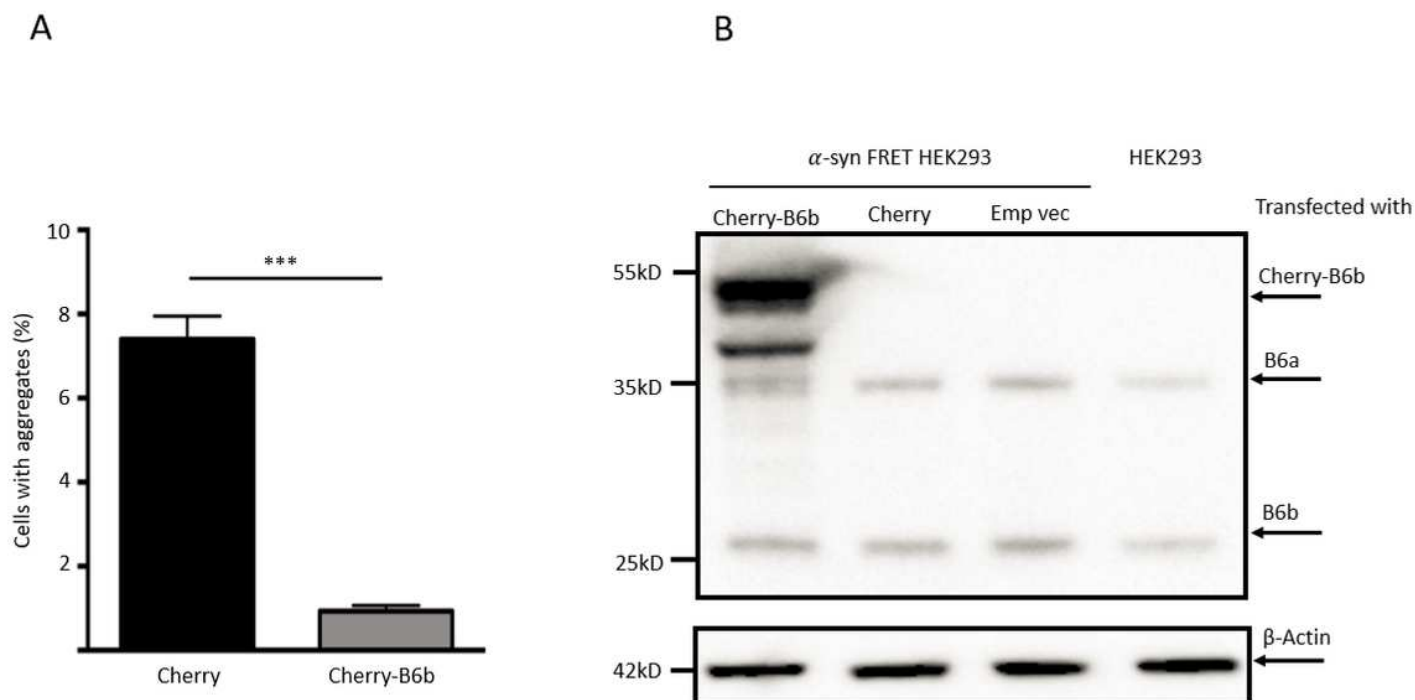 A
B
𝛼-syn FRET HEK293
HEK293
Cherry-B6b
Cherry
Emp vec
Transfected with
55kD
Cherry-B6b
B6a
35kD
B6b
25kD
β-Actin
42kD
Cells with aggregates (%)
10
8
6
4
2
***
Cherry
Cherry-B6b